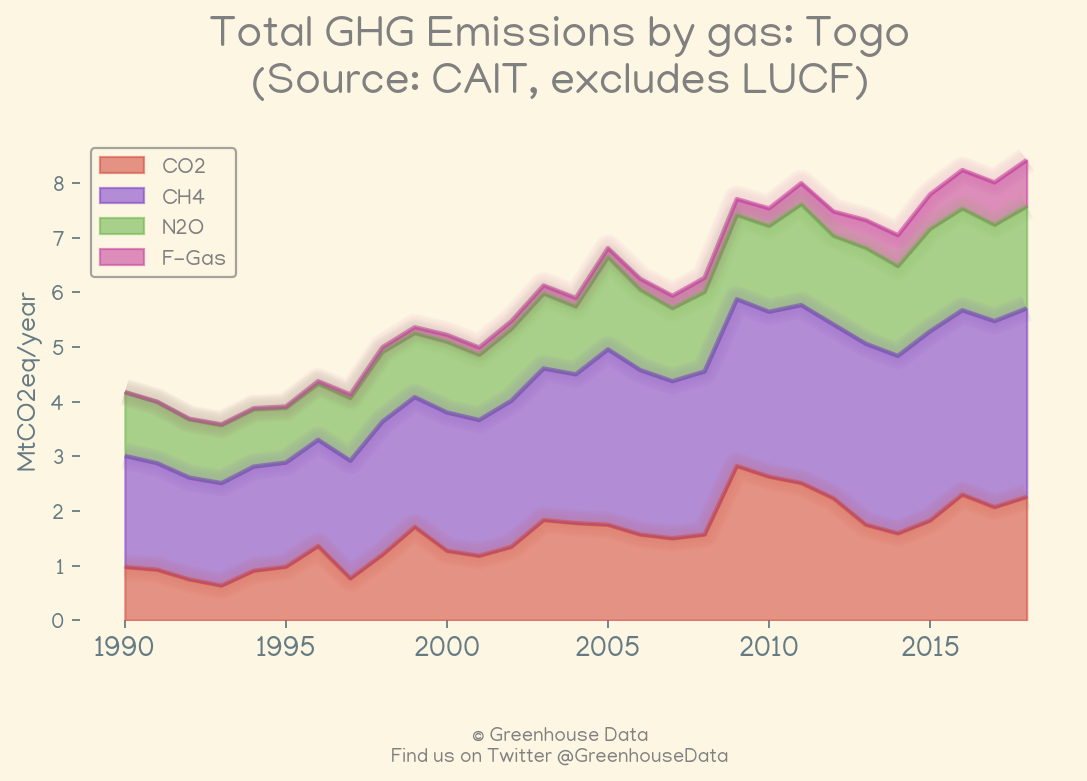 Total GHG Emissions by gas: Togo
(Source: CAIT, excludes LUCF)
CO2
CH4
N2O
F-Gas
MtCO2eq/year
8
7
6
5
4
3
2
1
0
1990 1995 2000 2005 2010 2015
© Greenhouse Data
Find us on Twitter @GreenhouseData